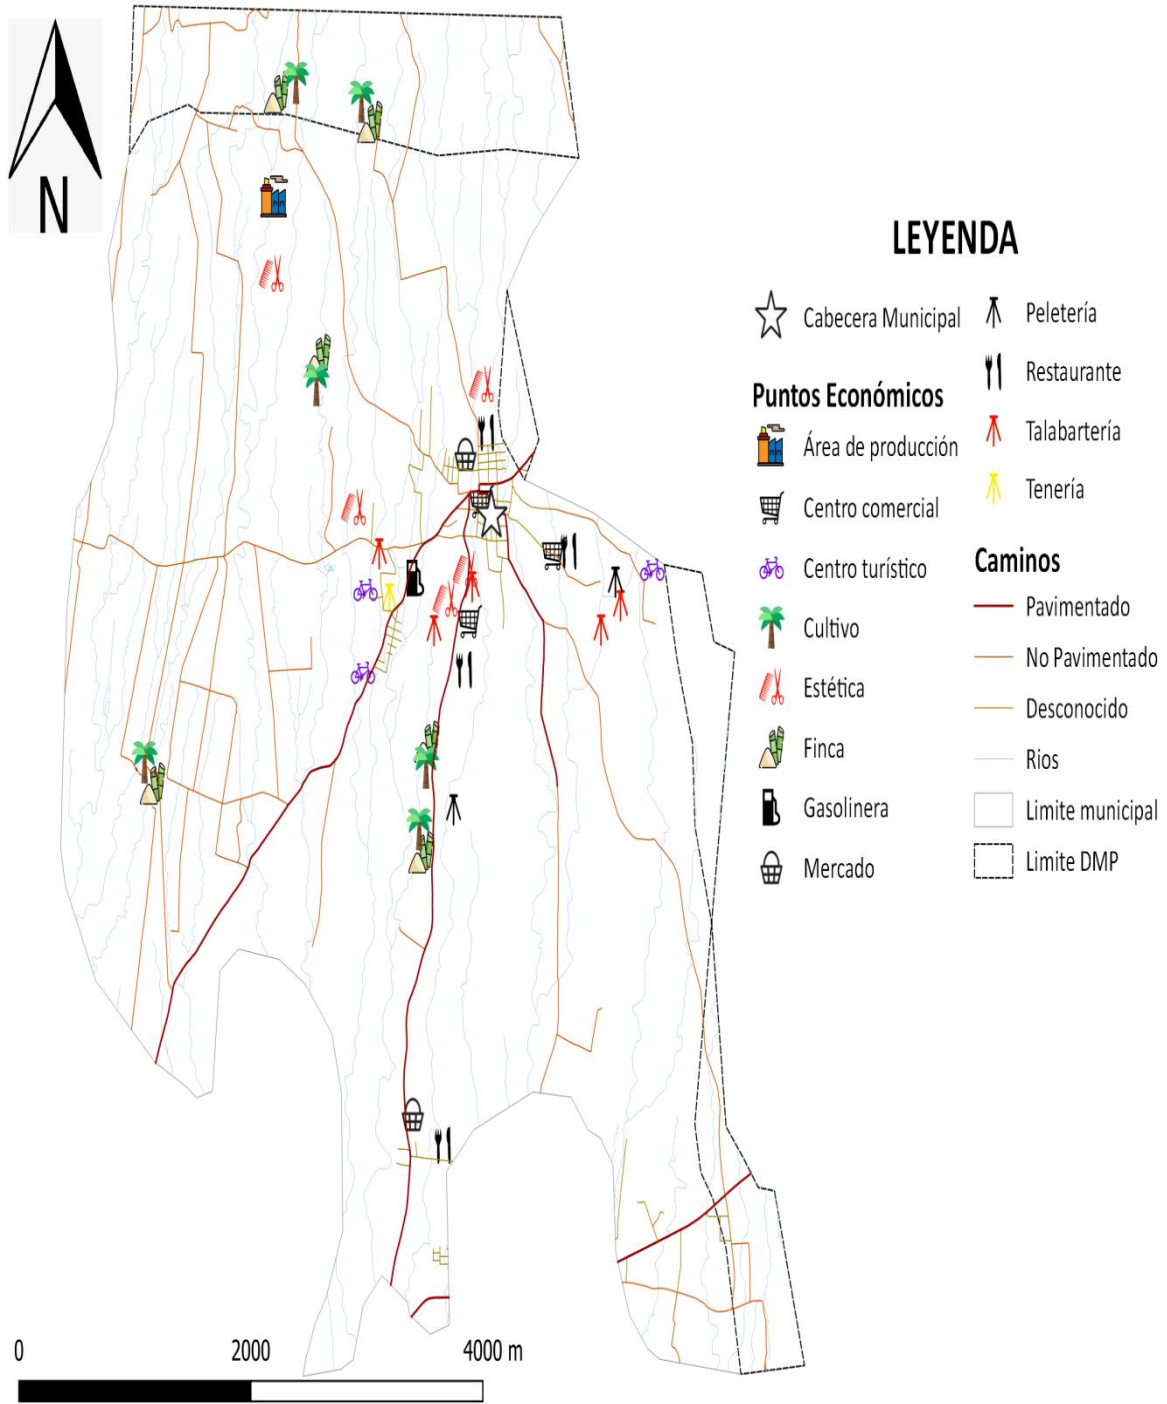 N
LEYENDA
Cabecera Municipal
Puntos Económicos
Área de producción
Centro comercial
Centro turístico
Cultivo
Estética
Finca
Gasolinera
Mercado
Peletería
Restaurante
Talabartería
Tenería
Caminos
Pavimentado
No Pavimentado
Desconocido
Rios
Limite municipal
Limite DMP
0 2000 4000 m